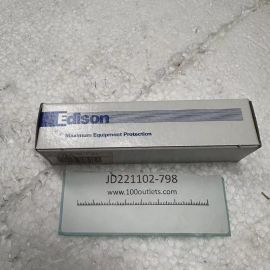 Edison
Maximum Equipment Protection
JD221102-798
www.100outlets.com